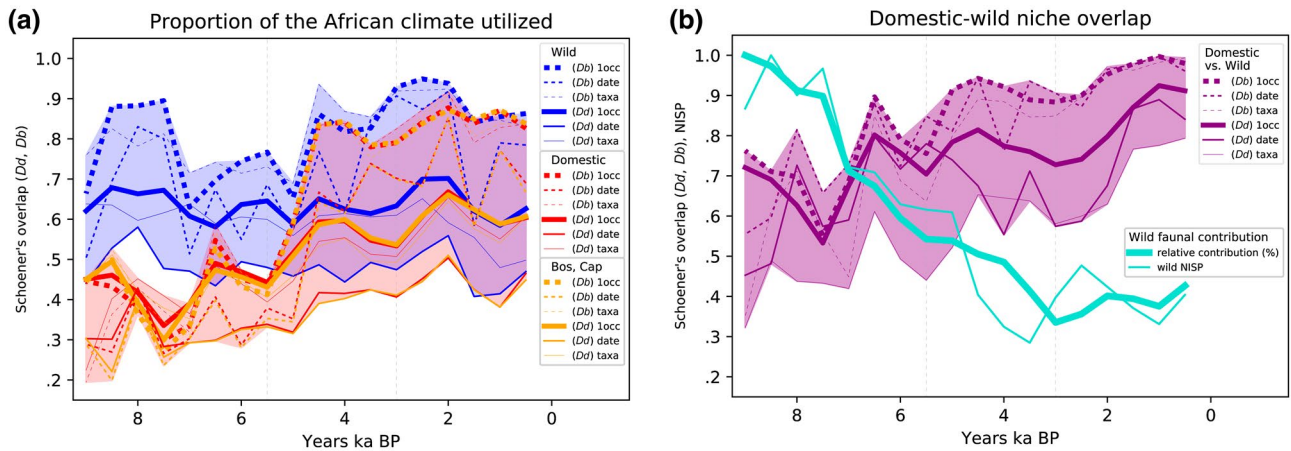 (a)
Proportion of the African climate utilized
Schoener's overlap (Dd, Db)
1.0
.9
.8
.7
.6
.5
.4
.3
.2
8
6
4
2
0
Years ka BP
Wild
(Db) 1occ
(Db) date
(Db) taxa
(Dd) 1occ
(Dd) date
(Dd) taxa
Domestic
(Db) 1occ
(Db) date
(Db) taxa
(Dd) 1occ
(Dd) date
(Dd) taxa
Bos, Cap
(Db) 1occ
(Db) date
(Db) taxa
(Dd) 1occ
(Dd) date
(Dd) taxa
(b)
Domestic-wild niche overlap
Schoener's overlap (Dd, Db), NISP
1.0
.9
.8
.7
.6
.5
.4
.3
.2
8
6
4
2
0
Years ka BP
Domestic
vs. Wild
(Db) 1occ
(Db) date
(Db) taxa
(Dd) 1occ
(Dd) date
(Dd) taxa
Wild faunal contribution
relative contribution (%)
wild NISP